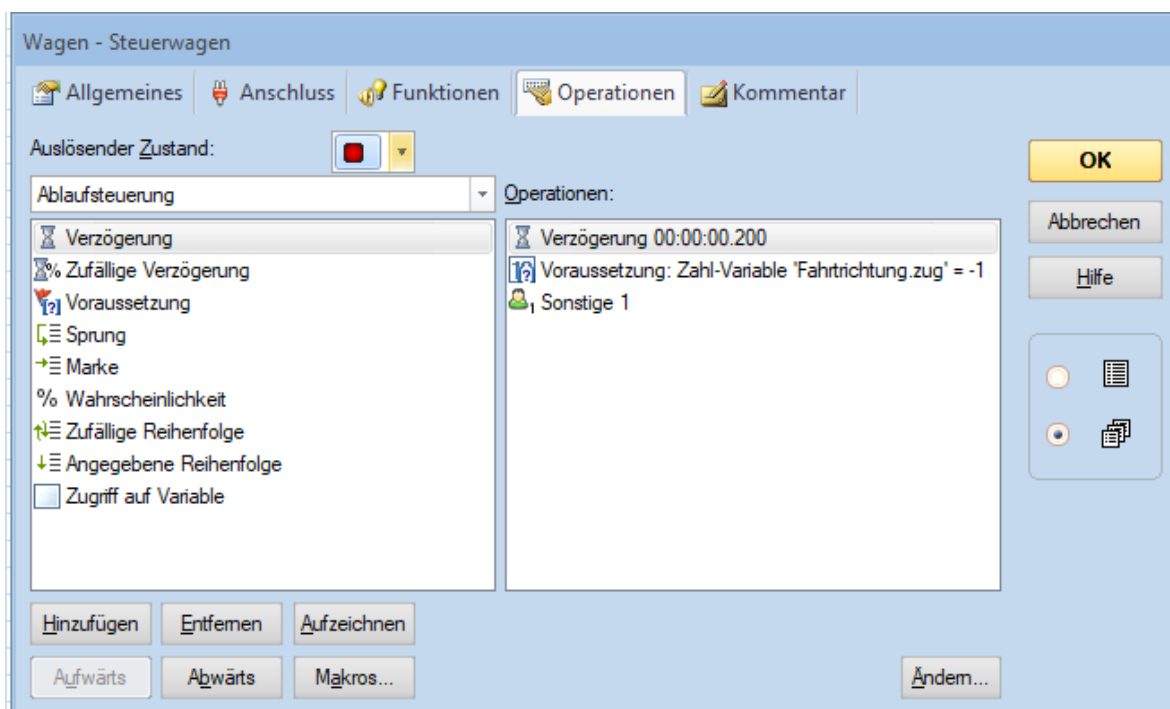 Wagen - Steuerwagen
Allgemeines Anschluss Funktionen Operationen Kommentar
Auslösender Zustand:
Ablaufsteuerung
Operationen:
Verzögerung
Zufällige Verzögerung
Voraussetzung
Sprung
Marke
% Wahrscheinlichkeit
Zufällige Reihenfolge
Angegebene Reihenfolge
Zugriff auf Variable
Verzögerung 00:00:00.200
Voraussetzung: Zahl-Variable 'Fahrtrichtung.zug' = -1
1 Sonstige 1
OK
Abbrechen
Hilfe
Hinzufügen Entfernen Aufzeichnen
Aufwärts Abwärts Makros... Ändern...